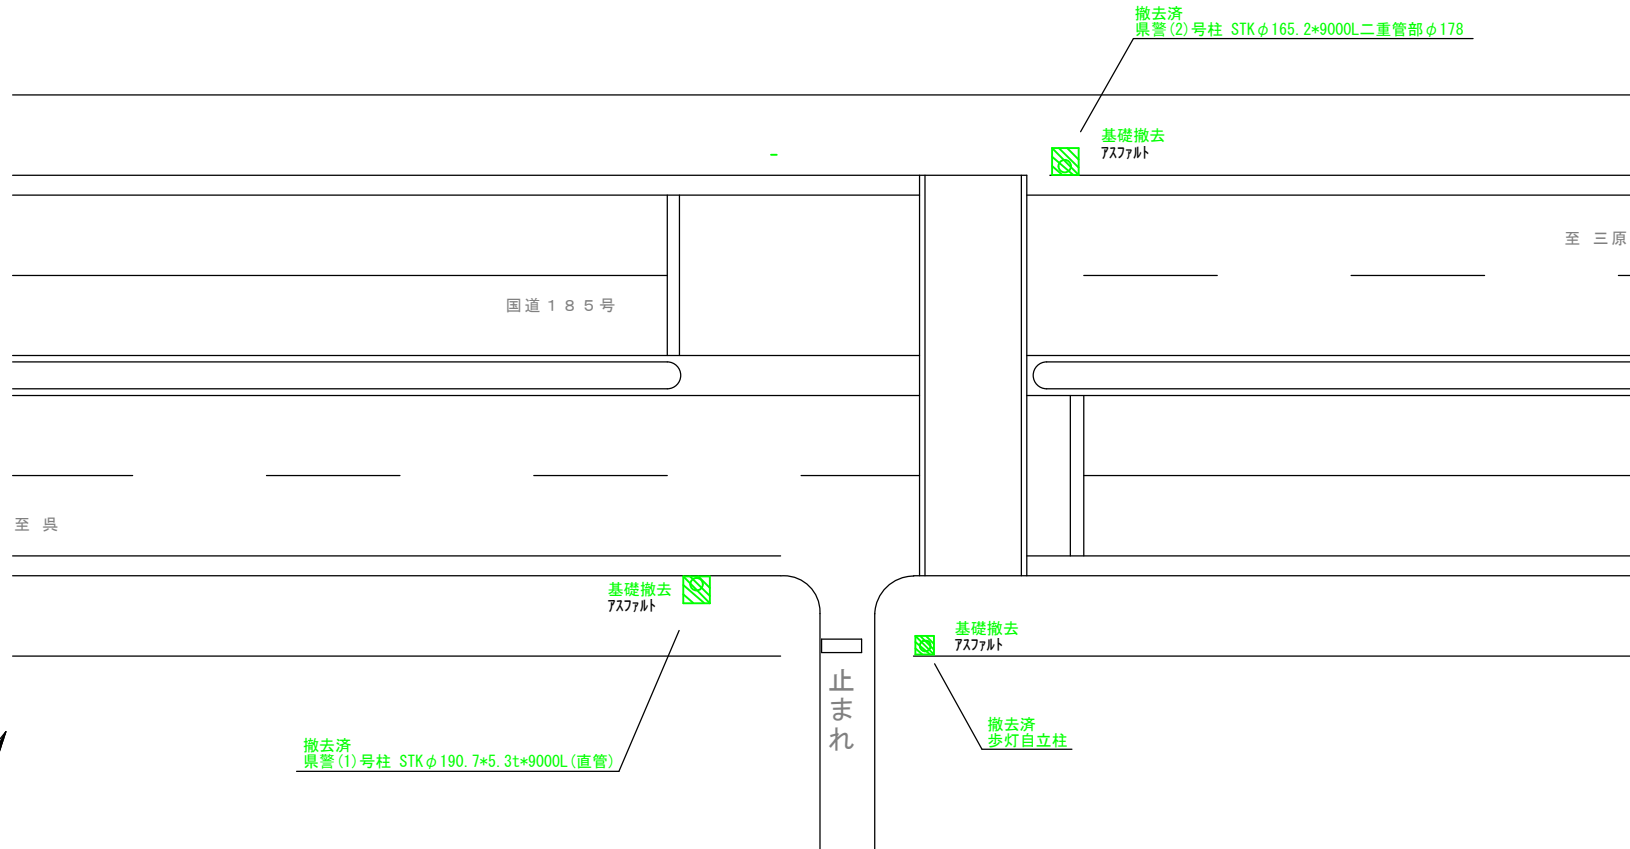 撤去済
県警(2)号柱 STKφ165.2*9000L二重管部φ178
基礎撤去
アスファルト
至 三原
国道185号
至 呉
基礎撤去
アスファルト
基礎撤去
アスファルト
止まれ
撤去済
歩灯自立柱
撤去済
県警(1)号柱 STKφ190.7*5.3t*9000L(直管)